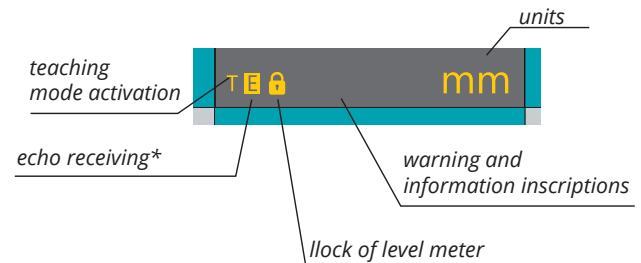 units
teaching
mode activation
T E mm
echo receiving*
warning and
information inscriptions
llock of level meter